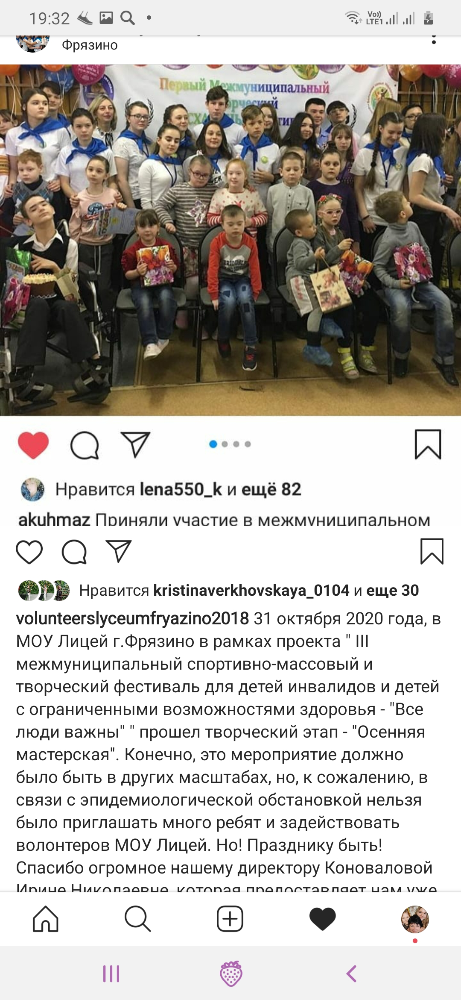 19:32
Vo))
LTE1
Фрязино
Первый Межмуниципальный
Нравится lena550_k и ещё 82
akuhmaz Приняли участие в межмуниципальном
Нравится kristinaverkhovskaya_0104 и еще 30
volunteerslyceumfryazino2018 31 октября 2020 года, в
МОУ Лицей г.Фрязино в рамках проекта " III
межмуниципальный спортивно-массовый и
творческий фестиваль для детей инвалидов и детей
с ограниченными возможностями здоровья - "Все
люди важны" " прошел творческий этап - "Осенняя
мастерская". Конечно, это мероприятие должно
было быть в других масштабах, но, к сожалению, в
связи с эпидемиологической обстановкой нельзя
было приглашать много ребят и задействовать
волонтеров МОУ Лицей. Но! Празднику быть!
Спасибо огромное нашему директору Коноваловой
Ирине Николаевне, которая предоставляет нам уже